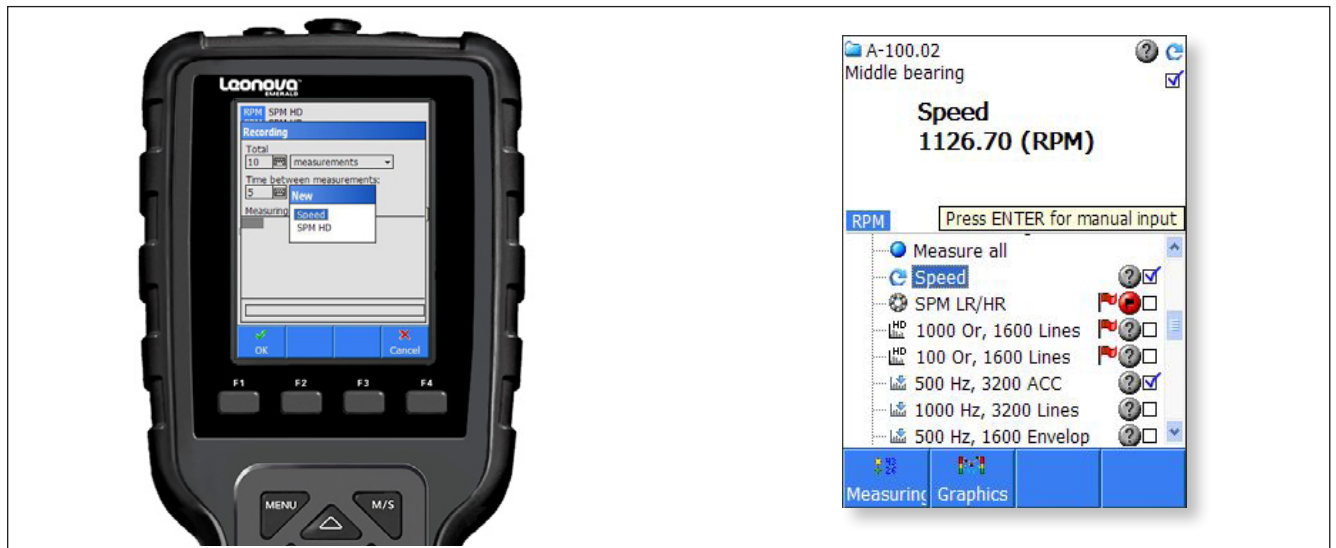 Leonova
EMERALD
RPM SPM HD
Recording
Total
10 measurements
Time between measurements:
5
New
Measuring
Speed
SPM HD
OK
Cancel
F1 F2 F3 F4
MENU
M/S
A-100.02
Middle bearing
Speed
1126.70 (RPM)
RPM
Press ENTER for manual input
Measure all
Speed
SPM LR/HR
HD 1000 Or, 1600 Lines
HD 100 Or, 1600 Lines
500 Hz, 3200 ACC
1000 Hz, 3200 Lines
500 Hz, 1600 Envelop
Measuring
Graphics